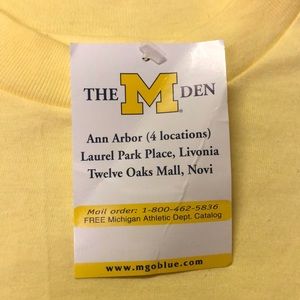 THE M DEN
Ann Arbor (4 locations)
Laurel Park Place, Livonia
Twelve Oaks Mall, Novi
Mail order: 1-800-462-5836
FREE Michigan Athletic Dept. Catalog
www.mgoblue.com